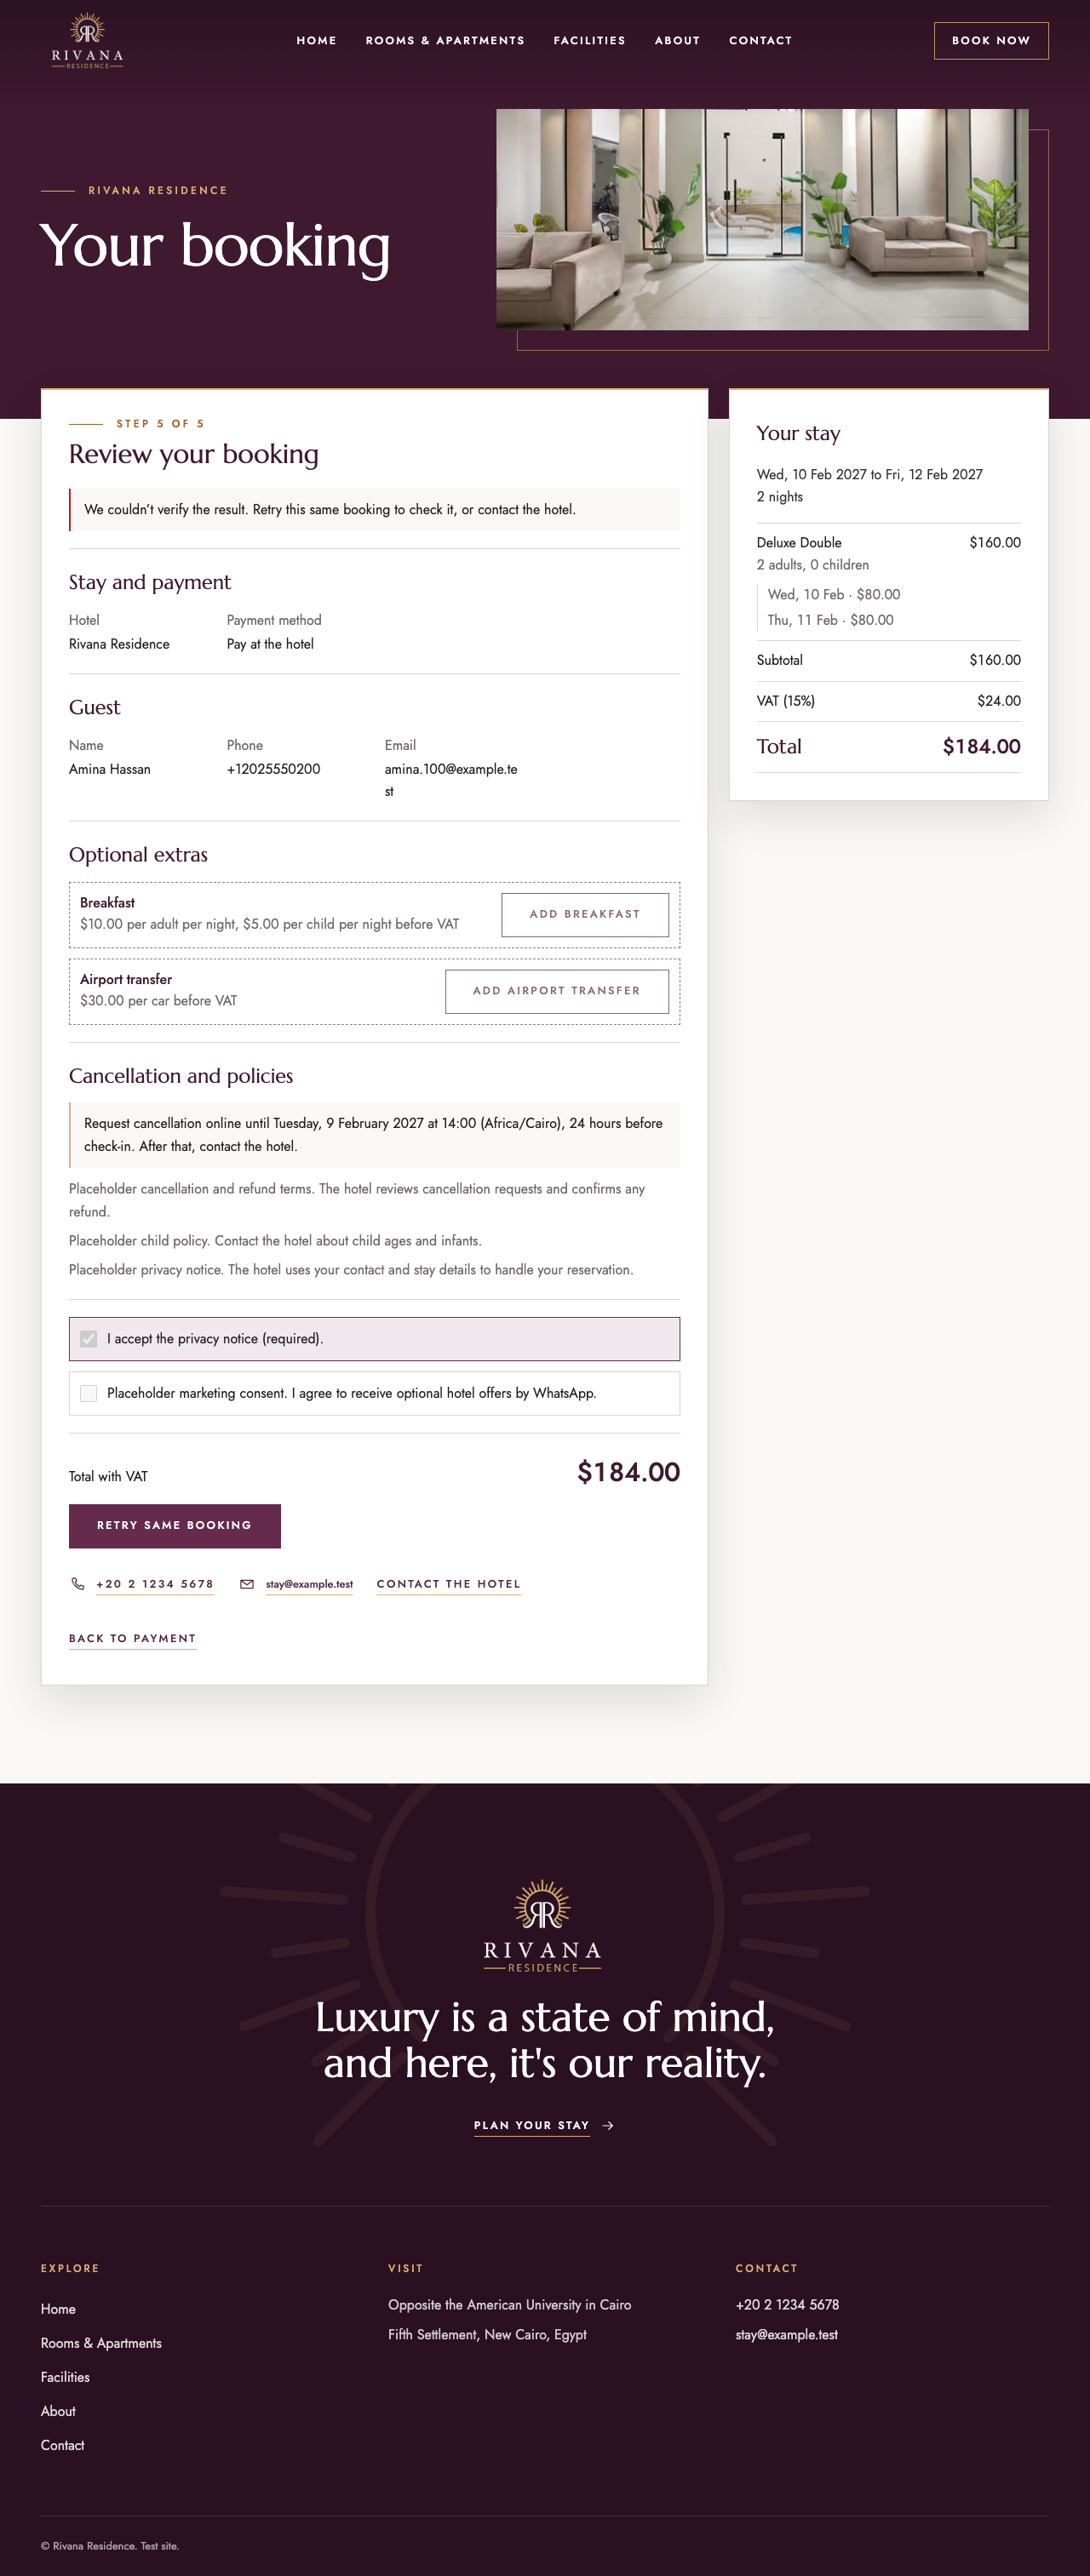 RIVANA
RESIDENCE
HOME
ROOMS & APARTMENTS
FACILITIES
ABOUT
CONTACT
BOOK NOW
RIVANA RESIDENCE
Your booking
STEP 5 OF 5
Review your booking
We couldn’t verify the result. Retry this same booking to check it, or contact the hotel.
Stay and payment
Hotel
Rivana Residence
Payment method
Pay at the hotel
Guest
Name
Amina Hassan
Phone
+12025550200
Email
amina.100@example.te
st
Optional extras
Breakfast
$10.00 per adult per night, $5.00 per child per night before VAT
ADD BREAKFAST
Airport transfer
$30.00 per car before VAT
ADD AIRPORT TRANSFER
Cancellation and policies
Request cancellation online until Tuesday, 9 February 2027 at 14:00 (Africa/Cairo), 24 hours before
check-in. After that, contact the hotel.
Placeholder cancellation and refund terms. The hotel reviews cancellation requests and confirms any
refund.
Placeholder child policy. Contact the hotel about child ages and infants.
Placeholder privacy notice. The hotel uses your contact and stay details to handle your reservation.
I accept the privacy notice (required).
Placeholder marketing consent. I agree to receive optional hotel offers by WhatsApp.
Total with VAT
$184.00
RETRY SAME BOOKING
+20 2 1234 5678
stay@example.test
CONTACT THE HOTEL
BACK TO PAYMENT
Your stay
Wed, 10 Feb 2027 to Fri, 12 Feb 2027
2 nights
Deluxe Double
$160.00
2 adults, 0 children
Wed, 10 Feb · $80.00
Thu, 11 Feb · $80.00
Subtotal
$160.00
VAT (15%)
$24.00
Total
$184.00
RIVANA
RESIDENCE
Luxury is a state of mind,
and here, it's our reality.
PLAN YOUR STAY
EXPLORE
Home
Rooms & Apartments
Facilities
About
Contact
VISIT
Opposite the American University in Cairo
Fifth Settlement, New Cairo, Egypt
CONTACT
+20 2 1234 5678
stay@example.test
© Rivana Residence. Test site.